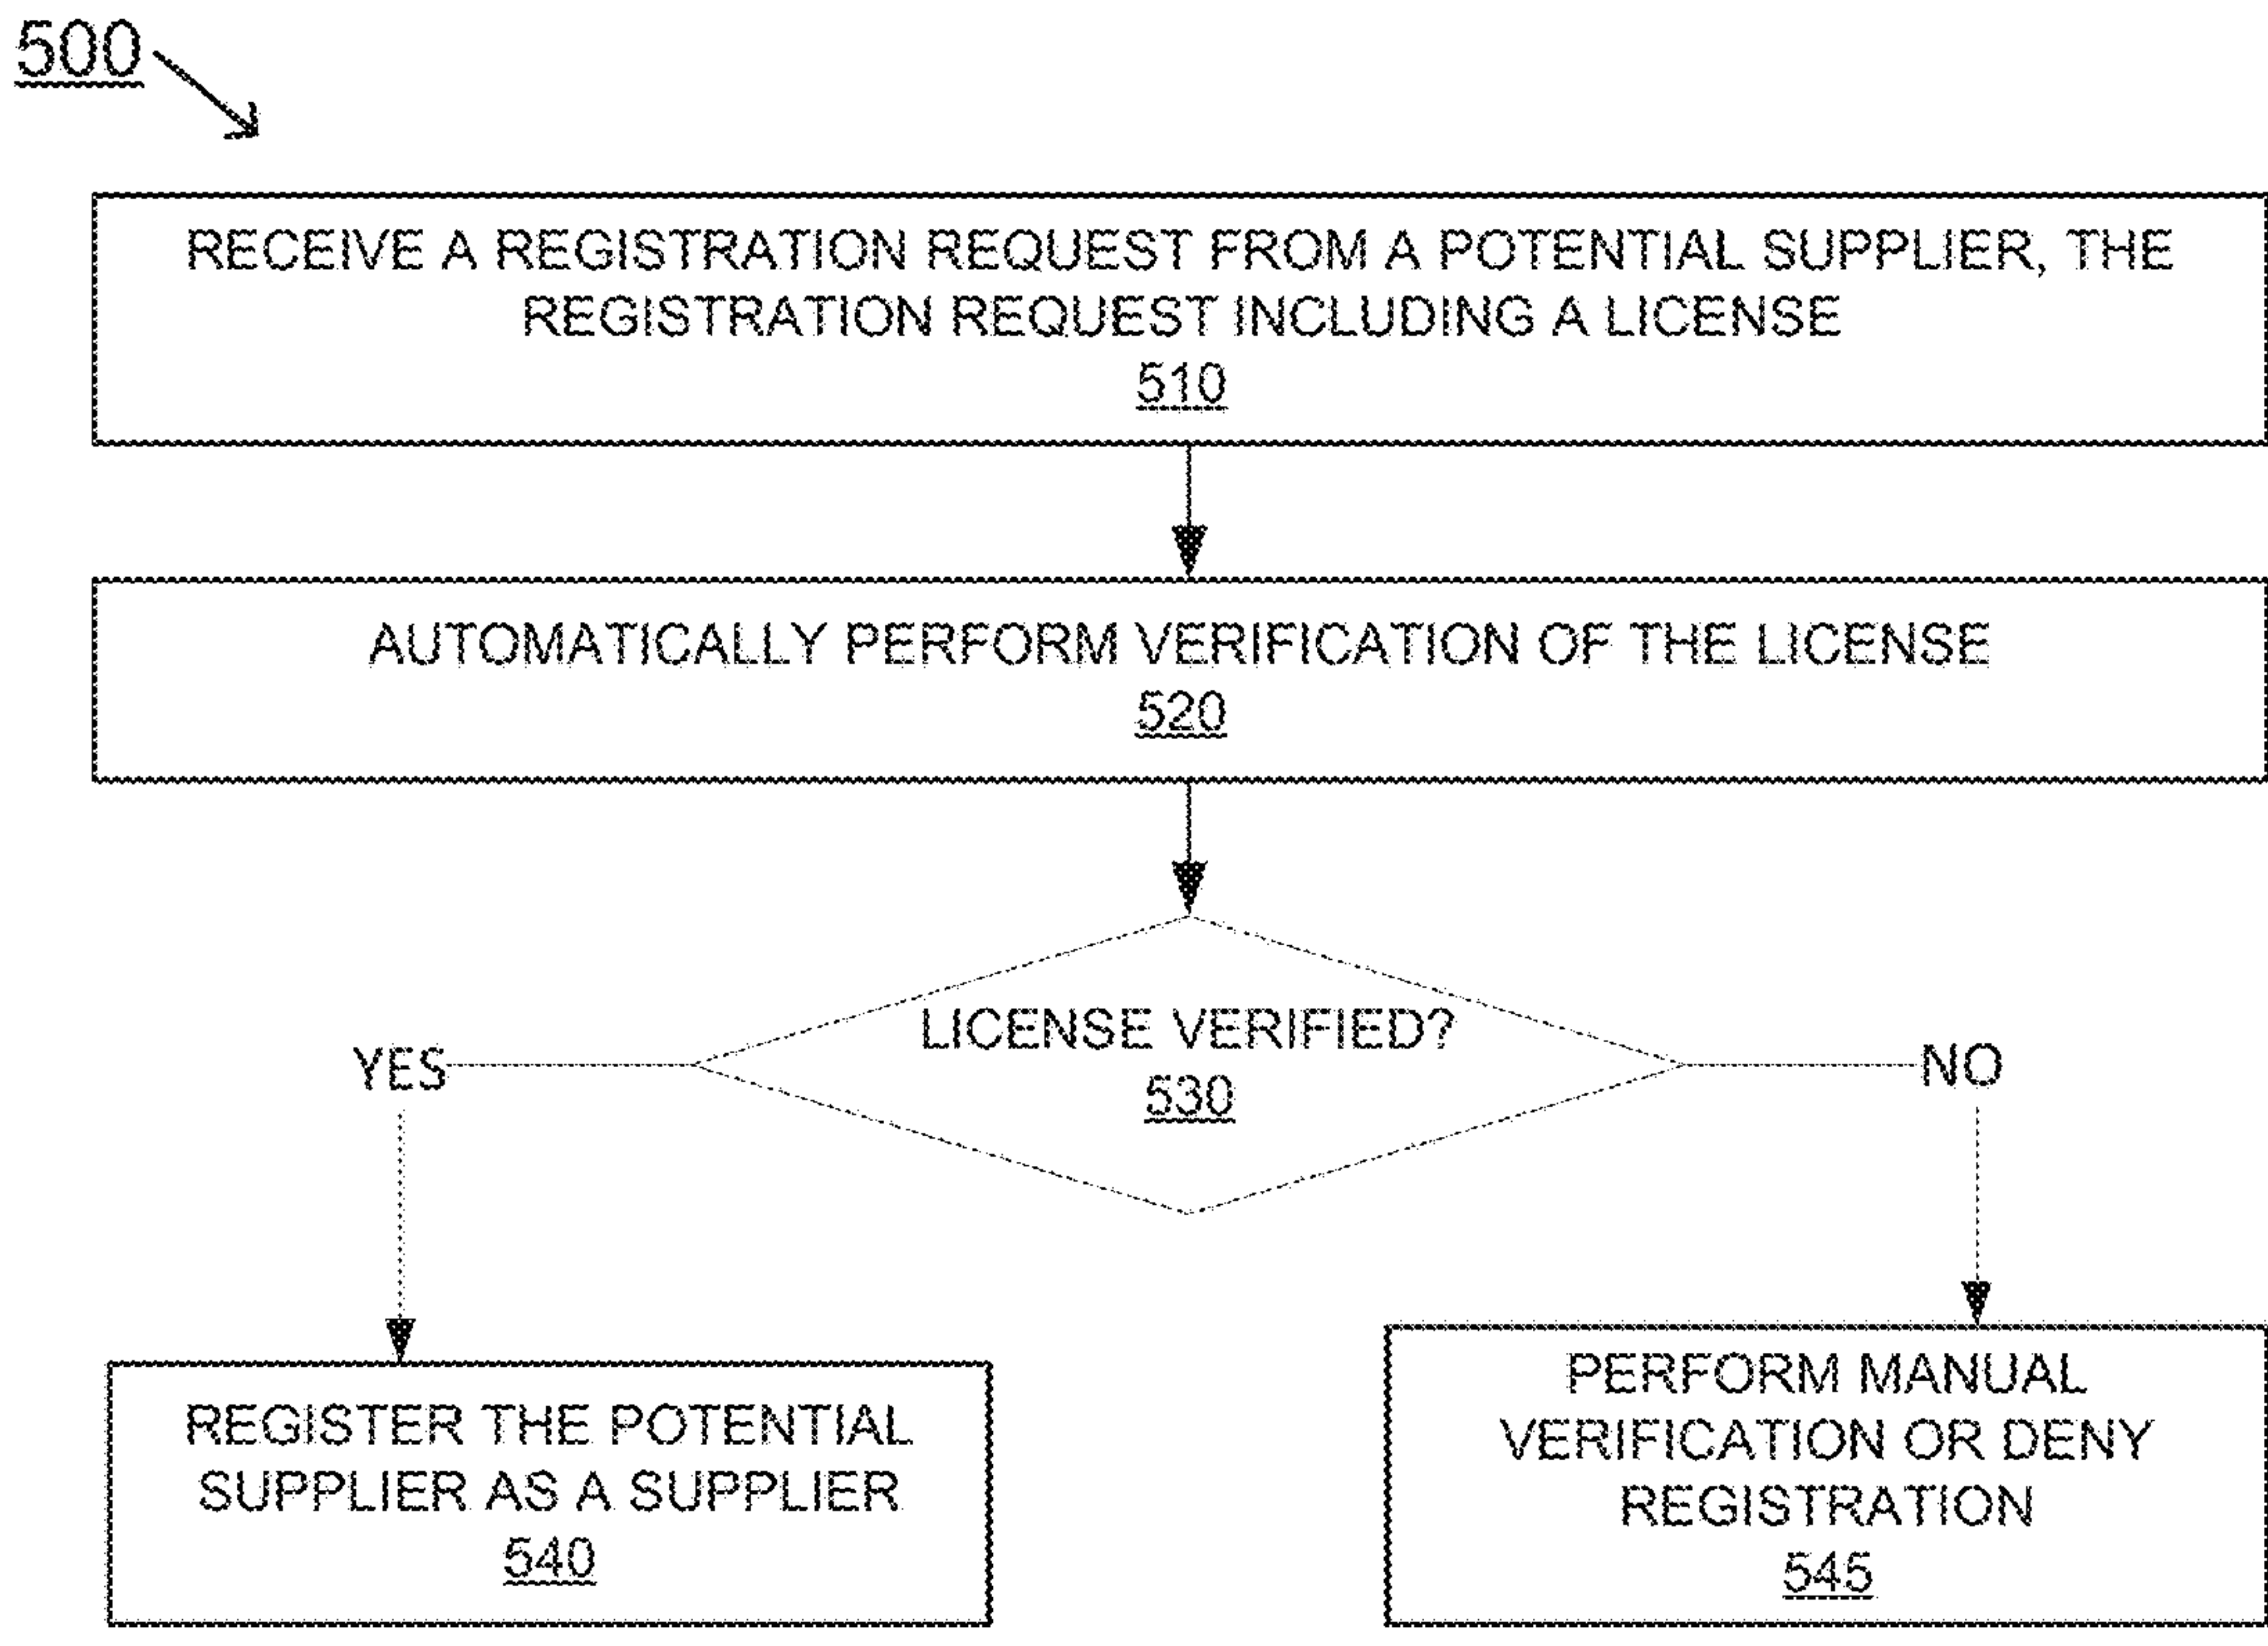 500
RECEIVE A REGISTRATION REQUEST FROM A POTENTIAL SUPPLIER, THE
REGISTRATION REQUEST INCLUDING A LICENSE
510
AUTOMATICALLY PERFORM VERIFICATION OF THE LICENSE
520
LICENSE VERIFIED?
530
YES
NO
REGISTER THE POTENTIAL
SUPPLIER AS A SUPPLIER
540
PERFORM MANUAL
VERIFICATION OR DENY
REGISTRATION
545